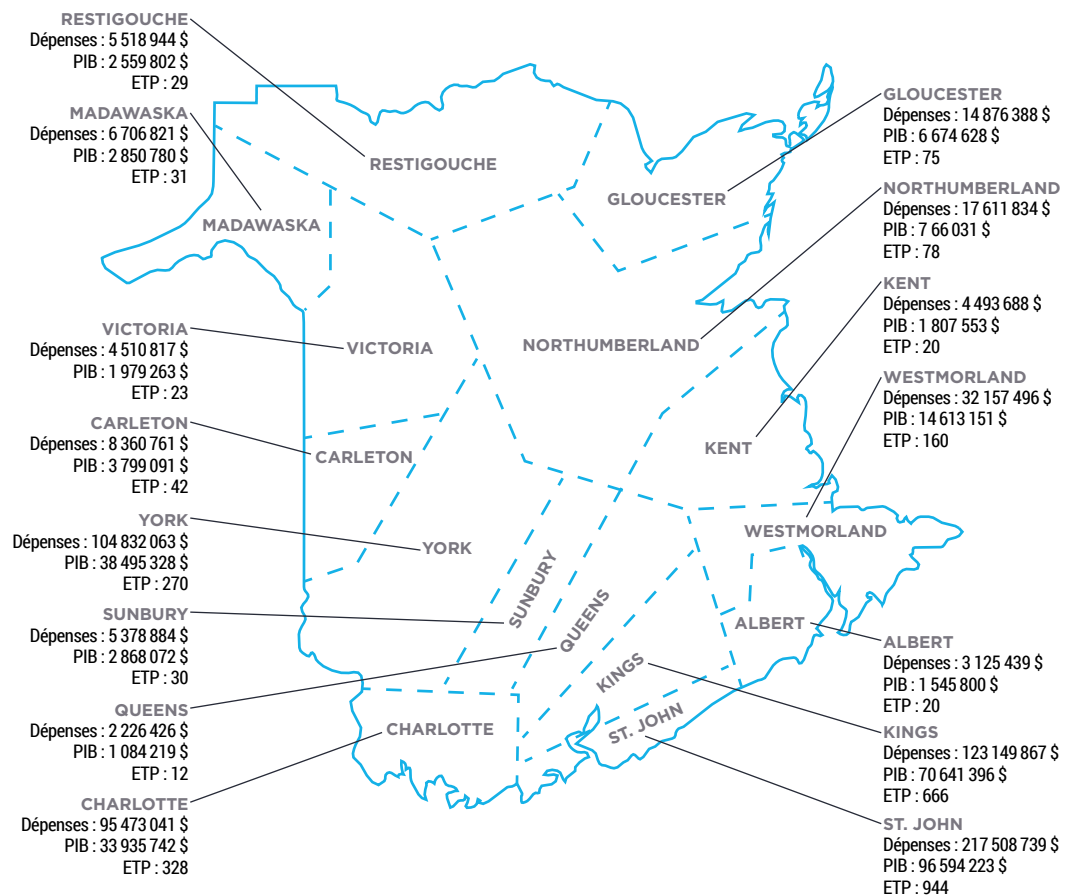 RESTIGOUCHE
Dépenses : 5 518 944 $
PIB : 2 559 802 $
ETP : 29
MADAWASKA
Dépenses : 6 706 821 $
PIB : 2 850 780 $
ETP : 31
VICTORIA
Dépenses : 4 510 817 $
PIB : 1 979 263 $
ETP : 23
CARLETON
Dépenses : 8 360 761 $
PIB : 3 799 091 $
ETP : 42
YORK
Dépenses : 104 832 063 $
PIB : 38 495 328 $
ETP : 270
SUNBURY
Dépenses : 5 378 884 $
PIB : 2 868 072 $
ETP : 30
QUEENS
Dépenses : 2 226 426 $
PIB : 1 084 219 $
ETP : 12
CHARLOTTE
Dépenses : 95 473 041 $
PIB : 33 935 742 $
ETP : 328
RESTIGOUCHE
GLOUCESTER
MADAWASKA
VICTORIA
NORTHUMBERLAND
CARLETON
KENT
YORK
SUNBURY
QUEENS
WESTMORLAND
ALBERT
KINGS
ST. JOHN
CHARLOTTE
GLOUCESTER
Dépenses : 14 876 388 $
PIB : 6 674 628 $
ETP : 75
NORTHUMBERLAND
Dépenses : 17 611 834 $
PIB : 7 66 031 $
ETP : 78
KENT
Dépenses : 4 493 688 $
PIB : 1 807 553 $
ETP : 20
WESTMORLAND
Dépenses : 32 157 496 $
PIB : 14 613 151 $
ETP : 160
ALBERT
Dépenses : 3 125 439 $
PIB : 1 545 800 $
ETP : 20
KINGS
Dépenses : 123 149 867 $
PIB : 70 641 396 $
ETP : 666
ST. JOHN
Dépenses : 217 508 739 $
PIB : 96 594 223 $
ETP : 944